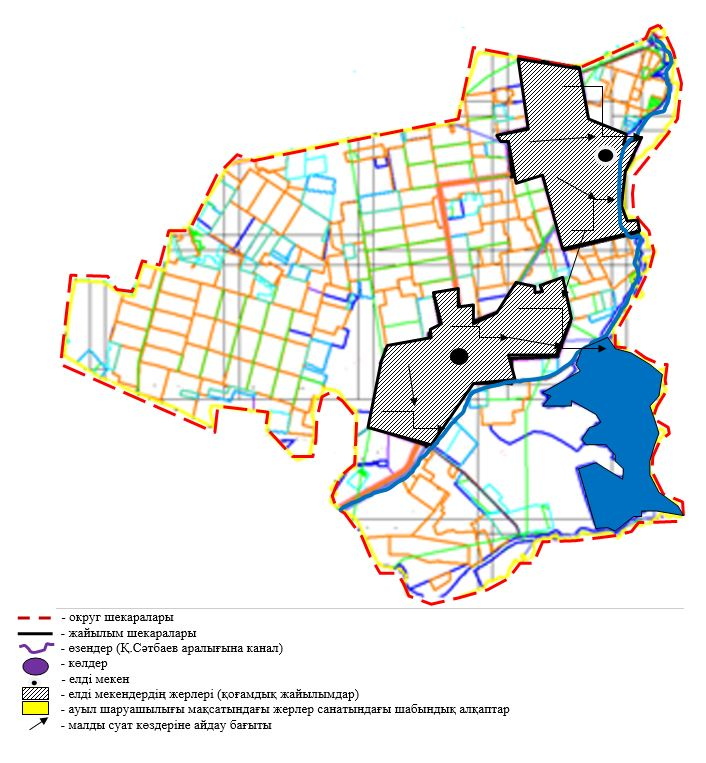 - округ шекаралары
- жайылым шекаралары
- өзендер (Қ.Сәтбаев аралығына канал)
- көлдер
- елді мекен
- елді мекендердің жерлері (қоғамдық жайылымдар)
- ауыл шаруашылығы мақсатындағы жерлер санатындағы шабындық алқаптар
- малды суат көздеріне айдау бағыты